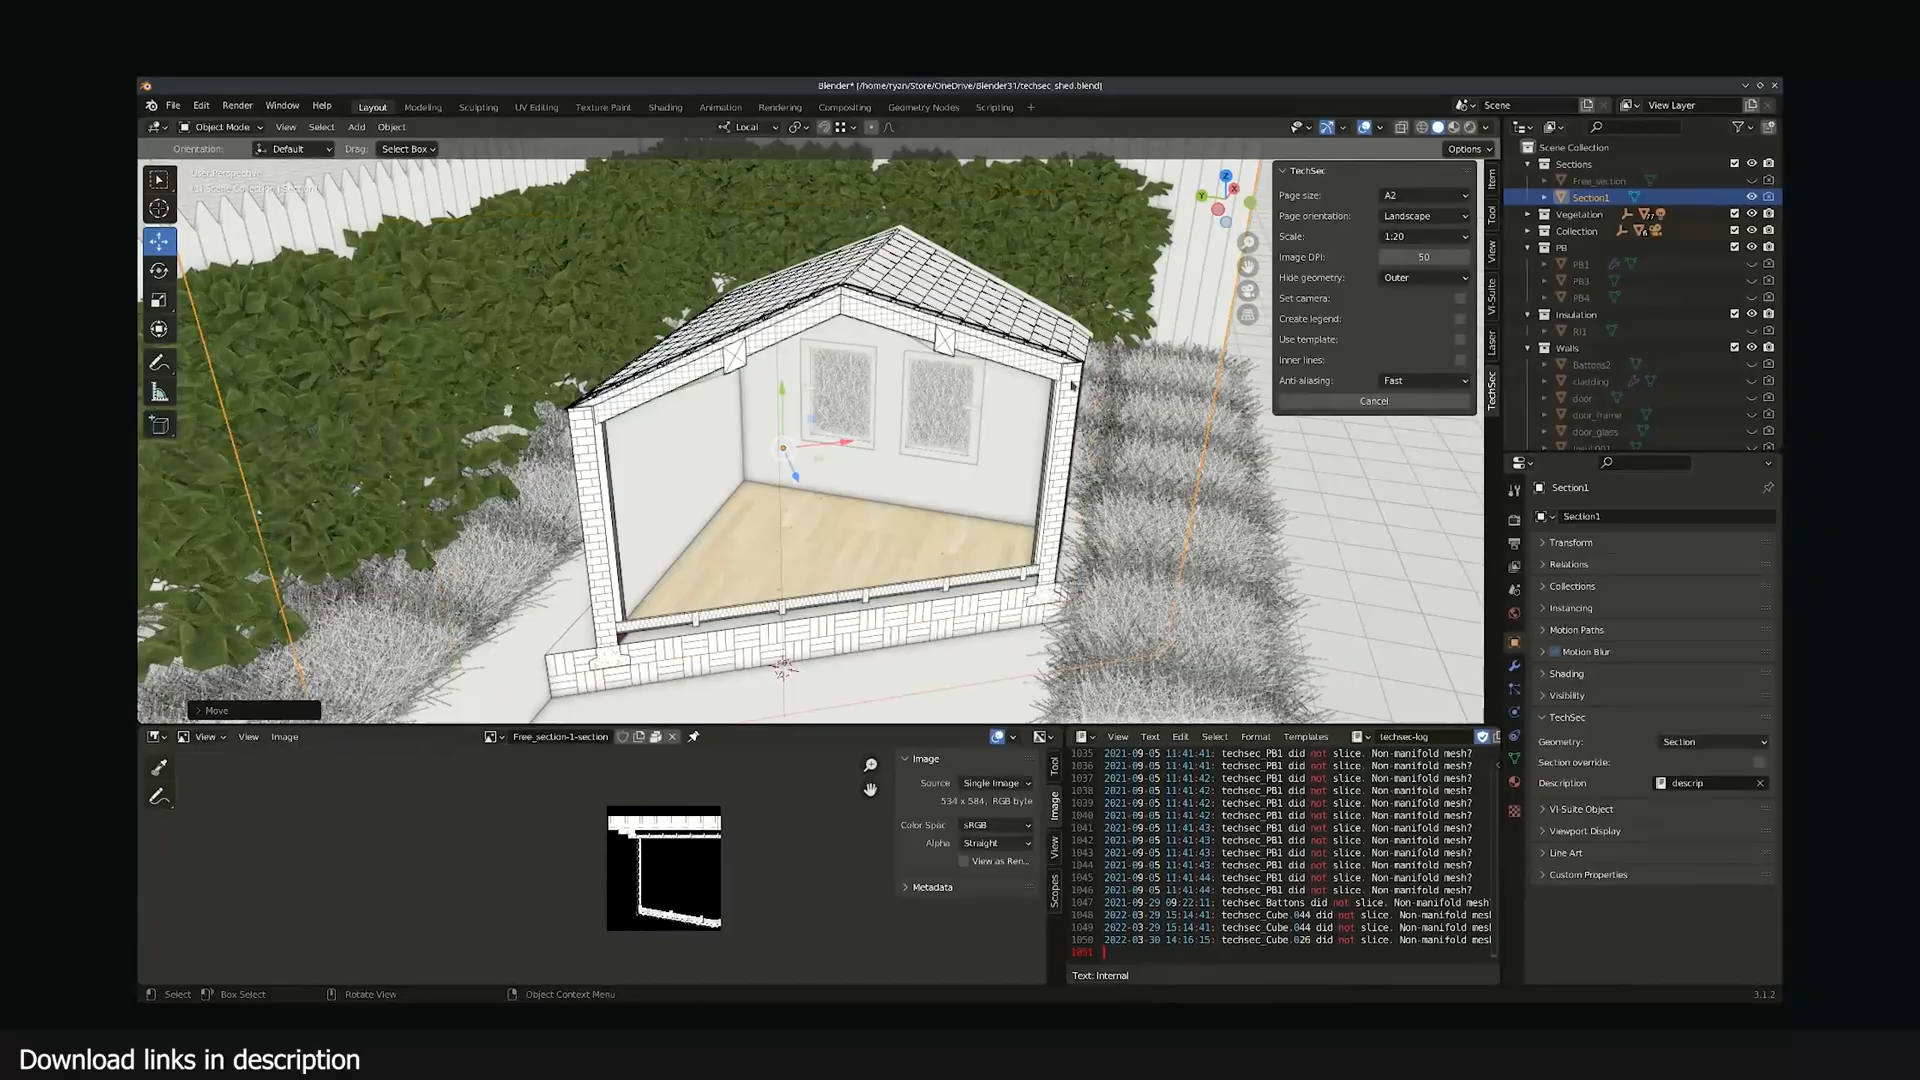 Blender* [/home/ryan/Store/OneDrive/Blender31/techsec_shed.blend]
File Edit Render Window Help Layout Modeling Sculpting UV Editing Texture Paint Shading Animation Rendering Compositing Geometry Nodes Scripting + Scene View Layer
Object Mode View Select Add Object Local
Orientation: Default Drag: Select Box Options
User Perspective
(1) Scene Collection | Section1
TechSec
Page size: A2
Page orientation: Landscape
Scale: 1:20
Image DPI: 50
Hide geometry: Outer
Set camera:
Create legend:
Use template:
Inner lines:
Anti-aliasing: Fast
Cancel
Item
Tool
View
VI-Suite
Laser
TechSec
Z
X
Y
Scene Collection
Sections
Free_section
Section1
Vegetation
Collection
PB
PB1
PB3
PB4
Insulation
RI1
Walls
Battons2
cladding
door
door_frame
door_glass
Section1
Section1
Transform
Relations
Collections
Instancing
Motion Paths
Motion Blur
Shading
Visibility
TechSec
Geometry: Section
Section override:
Description descrip
VI-Suite Object
Viewport Display
Line Art
Custom Properties
Move
View View Image Free_section-1-section
Image
Source Single Image
534 x 584, RGB byte
Color Spac sRGB
Alpha Straight
View as Ren...
Metadata
Tool
Image
View
Scopes
View Text Edit Select Format Templates techsec-log
1035 2021-09-05 11:41:41: techsec_PB1 did not slice. Non-manifold mesh?
1036 2021-09-05 11:41:41: techsec_PB1 did not slice. Non-manifold mesh?
1037 2021-09-05 11:41:42: techsec_PB1 did not slice. Non-manifold mesh?
1038 2021-09-05 11:41:42: techsec_PB1 did not slice. Non-manifold mesh?
1039 2021-09-05 11:41:42: techsec_PB1 did not slice. Non-manifold mesh?
1040 2021-09-05 11:41:42: techsec_PB1 did not slice. Non-manifold mesh?
1041 2021-09-05 11:41:43: techsec_PB1 did not slice. Non-manifold mesh?
1042 2021-09-05 11:41:43: techsec_PB1 did not slice. Non-manifold mesh?
1043 2021-09-05 11:41:43: techsec_PB1 did not slice. Non-manifold mesh?
1044 2021-09-05 11:41:43: techsec_PB1 did not slice. Non-manifold mesh?
1045 2021-09-05 11:41:44: techsec_PB1 did not slice. Non-manifold mesh?
1046 2021-09-05 11:41:44: techsec_PB1 did not slice. Non-manifold mesh?
1047 2021-09-29 09:22:11: techsec_Battons did not slice. Non-manifold mesh
1048 2022-03-29 15:14:41: techsec_Cube.044 did not slice. Non-manifold mesl
1049 2022-03-29 15:14:41: techsec_Cube.044 did not slice. Non-manifold mesl
1050 2022-03-30 14:16:15: techsec_Cube.026 did not slice. Non-manifold mesl
1051
Text: Internal
Select Box Select Rotate View Object Context Menu 3.1.2
Download links in description